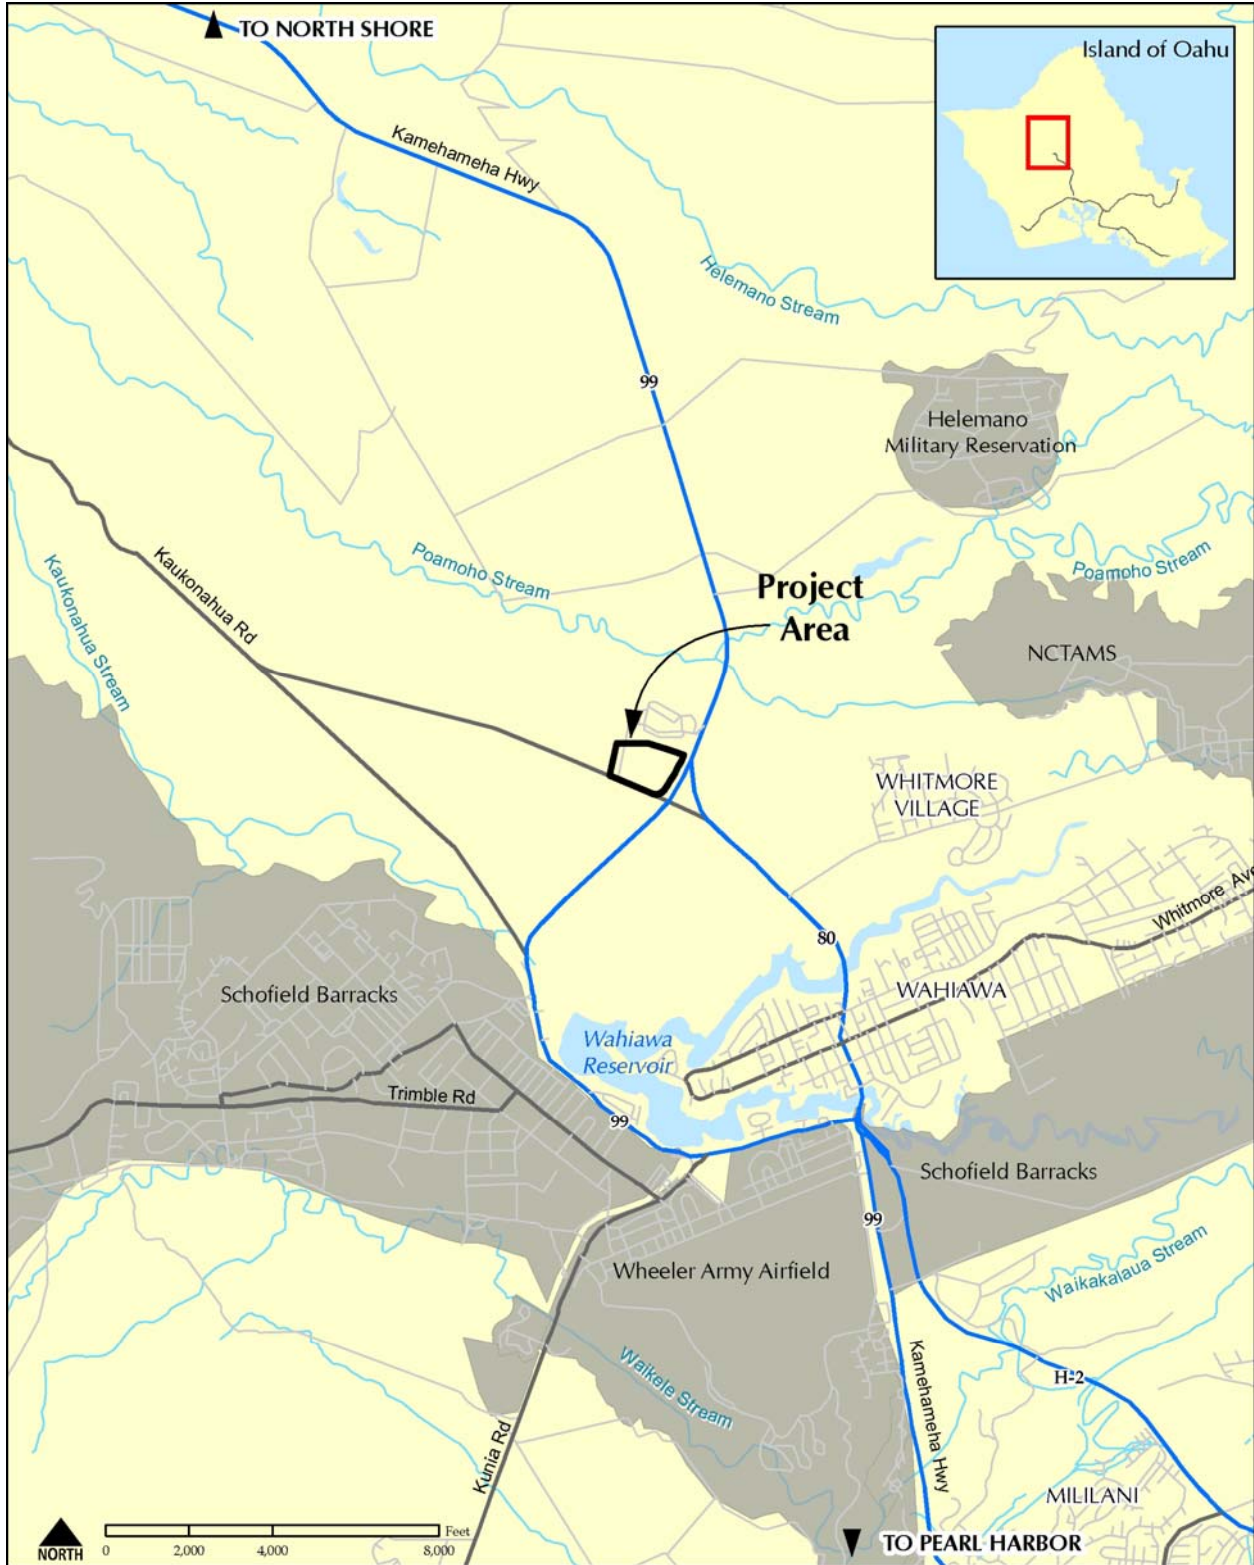 TO NORTH SHORE
Island of Oahu
Kamehameha Hwy
Helemano Stream
99
Helemano
Military Reservation
Kaukonahua Rd
Kaukonahua Stream
Poamoho Stream
Poamoho Stream
Project
Area
NCTAMS
WHITMORE
VILLAGE
Whitmore Ave
80
WAHIAWA
Schofield Barracks
Wahiawa
Reservoir
Trimble Rd
99
Schofield Barracks
99
Wheeler Army Airfield
Waikakalaua Stream
Waikele Stream
Kamehameha Hwy
H-2
Kunia Rd
MILILANI
NORTH
Feet
0 2,000 4,000 8,000
TO PEARL HARBOR